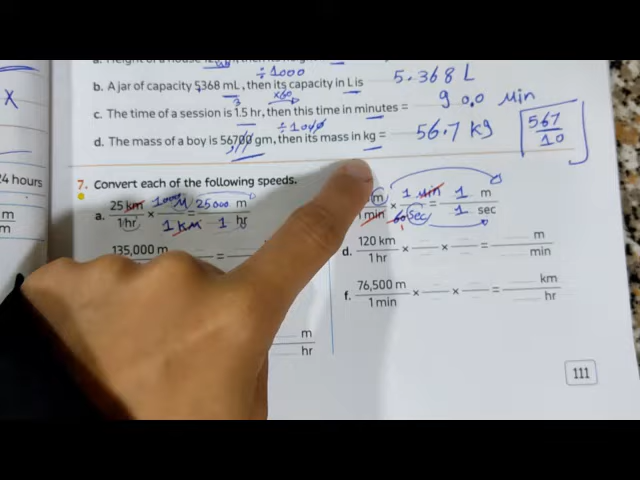 ÷1000
b. A jar of capacity 5368 mL, then its capacity in L is 5.368 L
×60
c. The time of a session is 1.5 hr, then this time in minutes = 90.0 Min
÷1000
d. The mass of a boy is 56700 gm, then its mass in kg = 56.7 kg
567
10
24 hours
X
m
m
7. Convert each of the following speeds.
a. 25 km / 1 hr × 1000 M / 1 KM = 25000 m / 1 hr
m / 1 min × 1 Min / 60 Sec = 1 m / 1 sec
135,000 m
d. 120 km / 1 hr × × = m / min
f. 76,500 m / 1 min × × = km / hr
m
hr
111